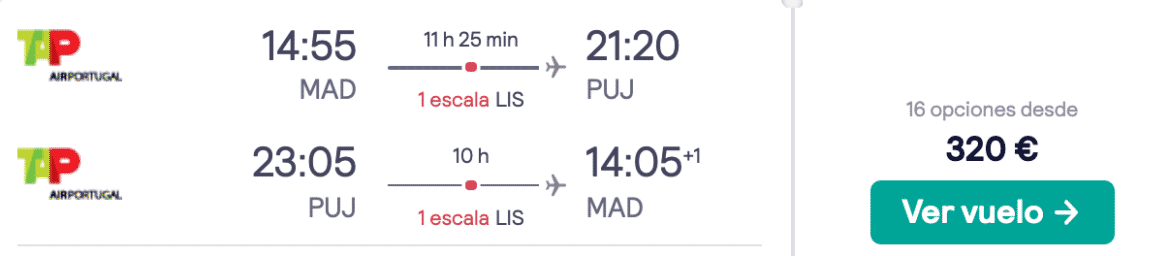 TAP
AIRPORTUGAL
14:55
MAD
11 h 25 min
1 escala LIS
21:20
PUJ
TAP
AIRPORTUGAL
23:05
PUJ
10 h
1 escala LIS
14:05+1
MAD
16 opciones desde
320 €
Ver vuelo →